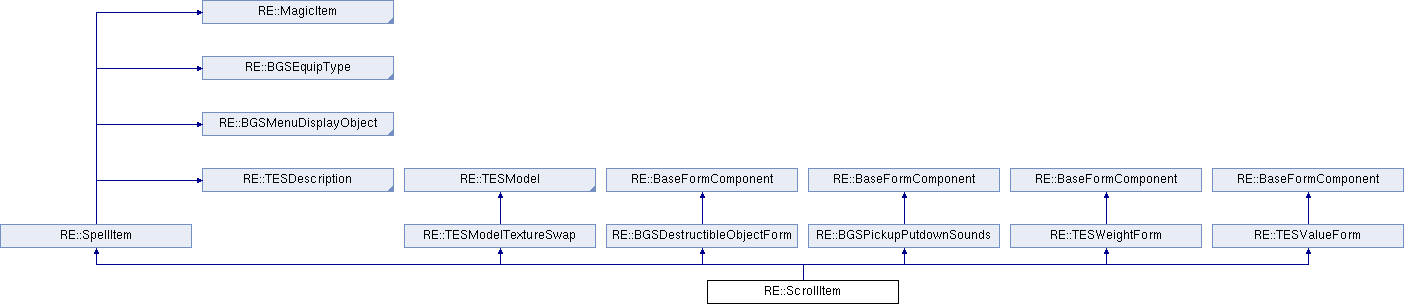 RE::MagicItem
RE::BGSEquipType
RE::BGSMenuDisplayObject
RE::TESDescription
RE::TESModel
RE::BaseFormComponent
RE::BaseFormComponent
RE::BaseFormComponent
RE::BaseFormComponent
RE::SpellItem
RE::TESModelTextureSwap
RE::BGSDestructibleObjectForm
RE::BGSPickupPutdownSounds
RE::TESWeightForm
RE::TESValueForm
RE::ScrollItem